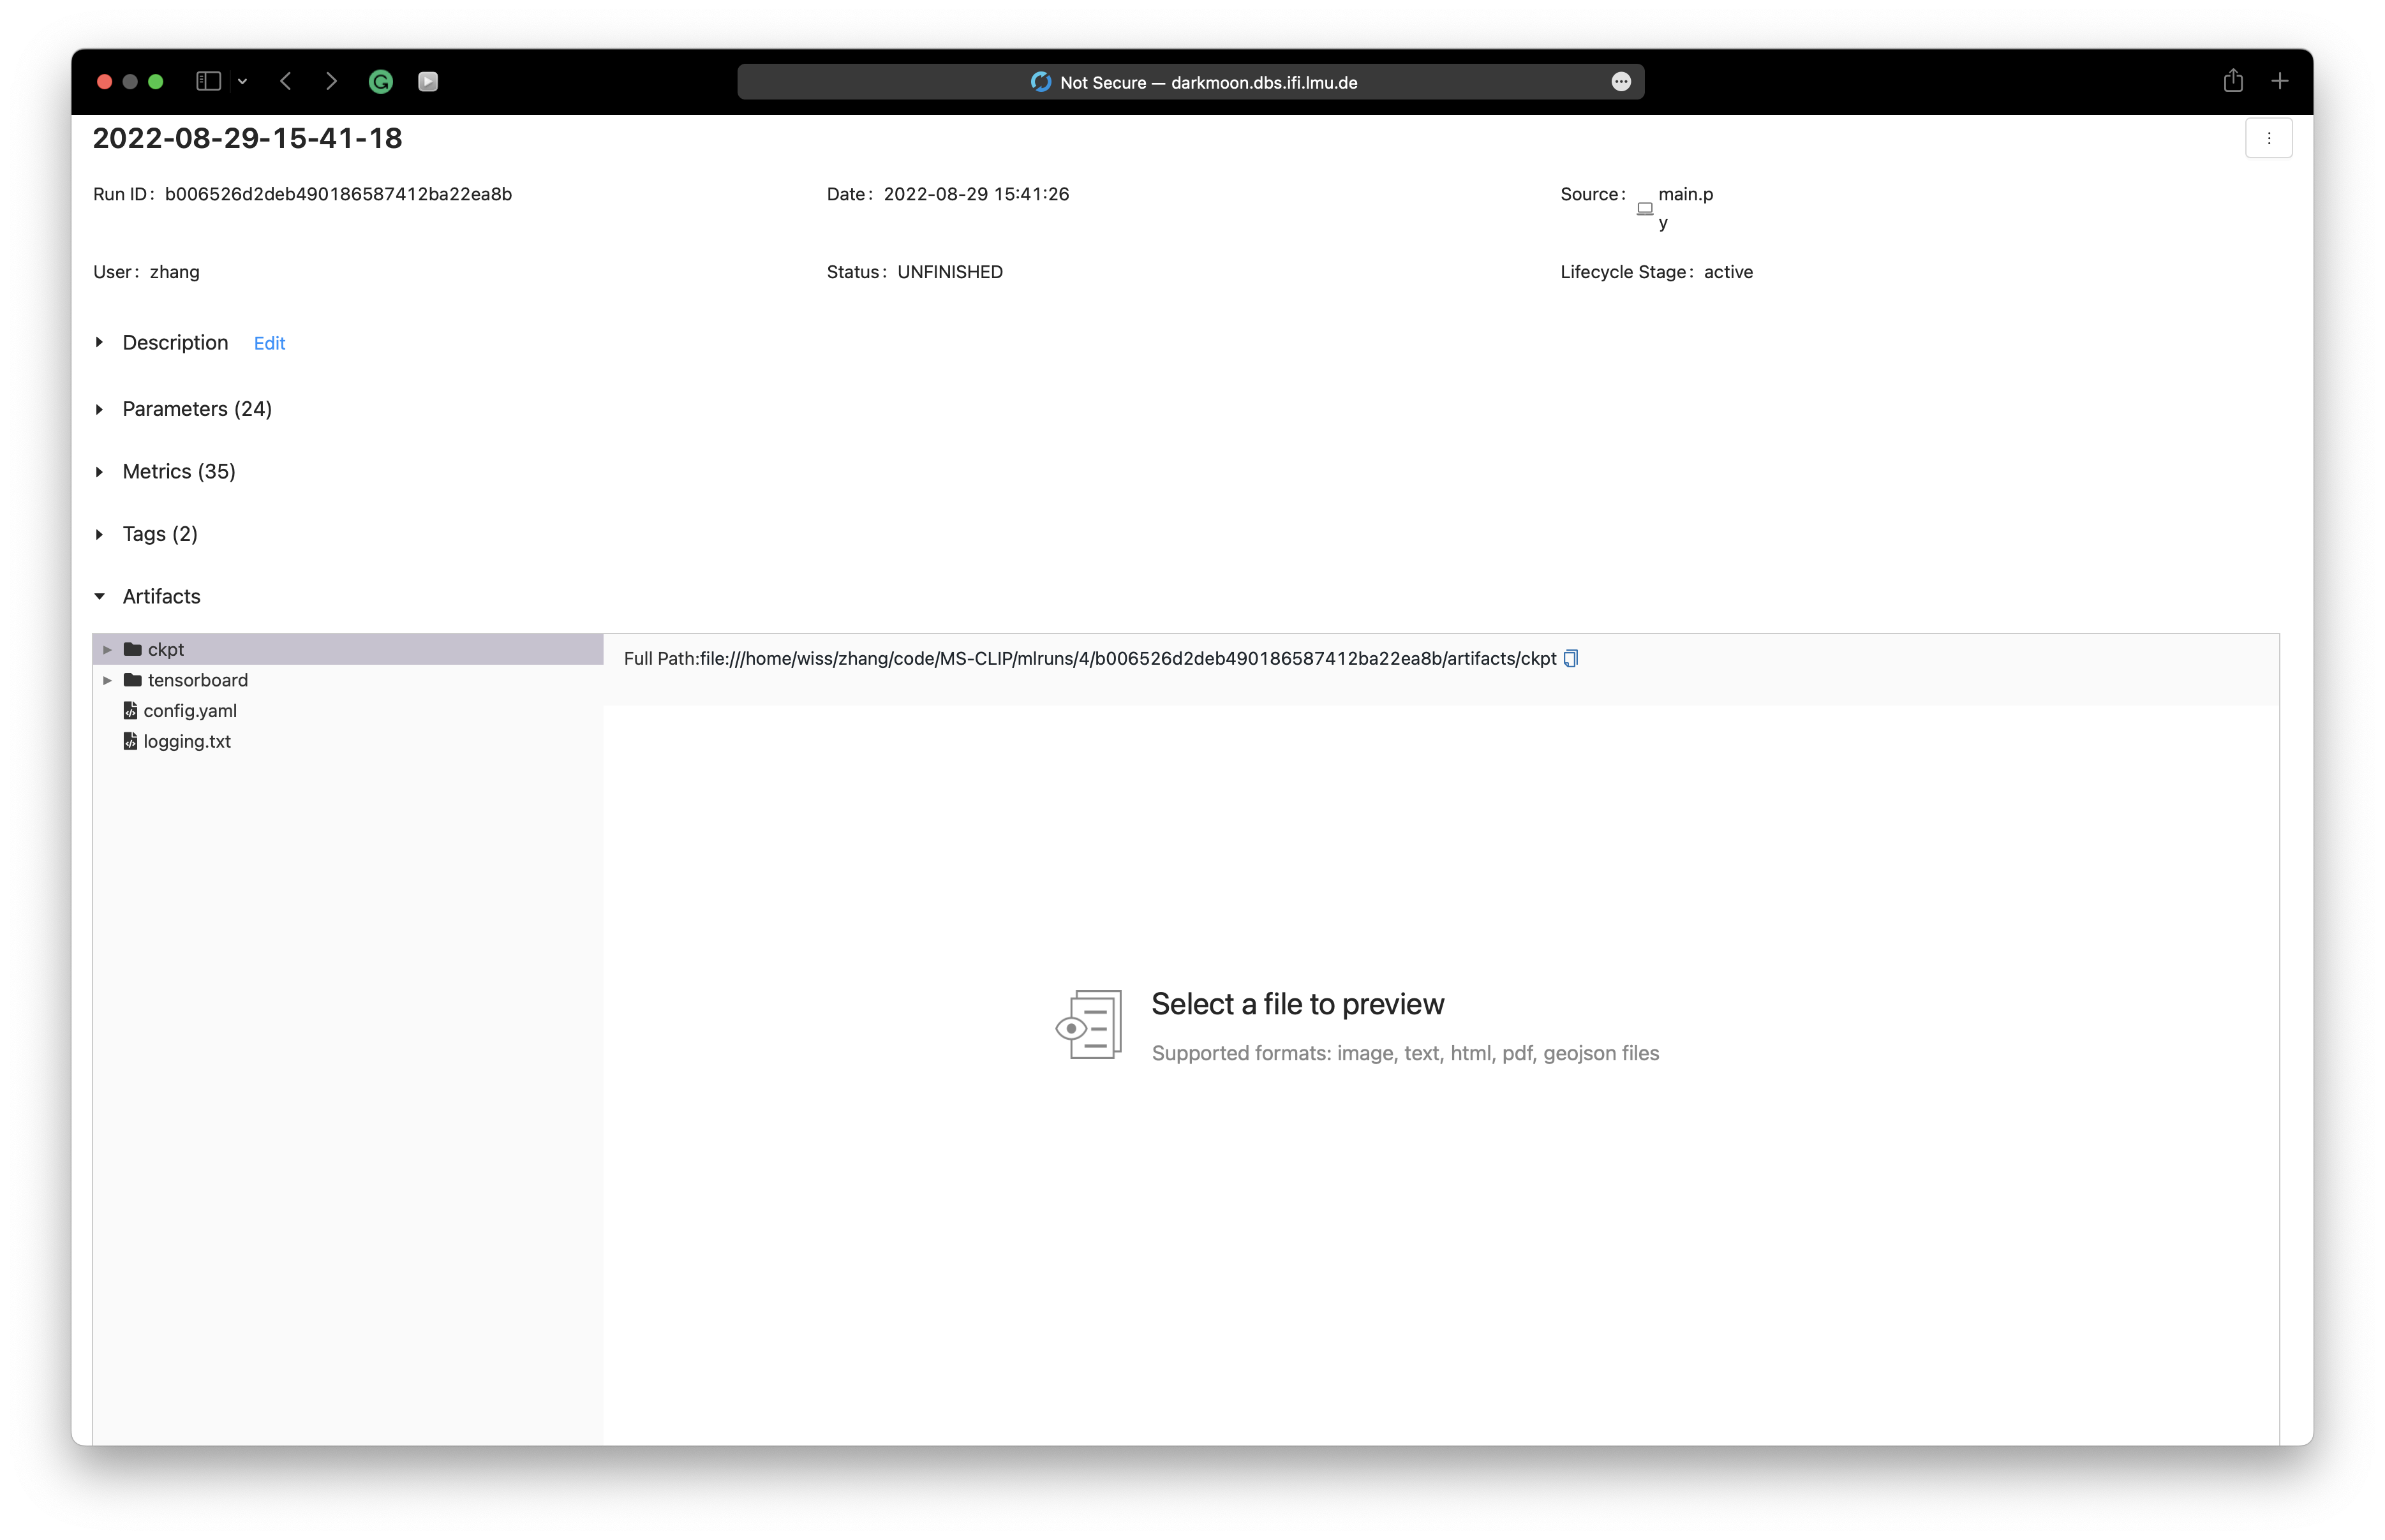 Not Secure — darkmoon.dbs.ifi.lmu.de
2022-08-29-15-41-18
Run ID: b006526d2deb490186587412ba22ea8b
Date: 2022-08-29 15:41:26
Source: main.p
y
User: zhang
Status: UNFINISHED
Lifecycle Stage: active
Description Edit
Parameters (24)
Metrics (35)
Tags (2)
Artifacts
ckpt
tensorboard
config.yaml
logging.txt
Full Path:file:///home/wiss/zhang/code/MS-CLIP/mlruns/4/b006526d2deb490186587412ba22ea8b/artifacts/ckpt
Select a file to preview
Supported formats: image, text, html, pdf, geojson files